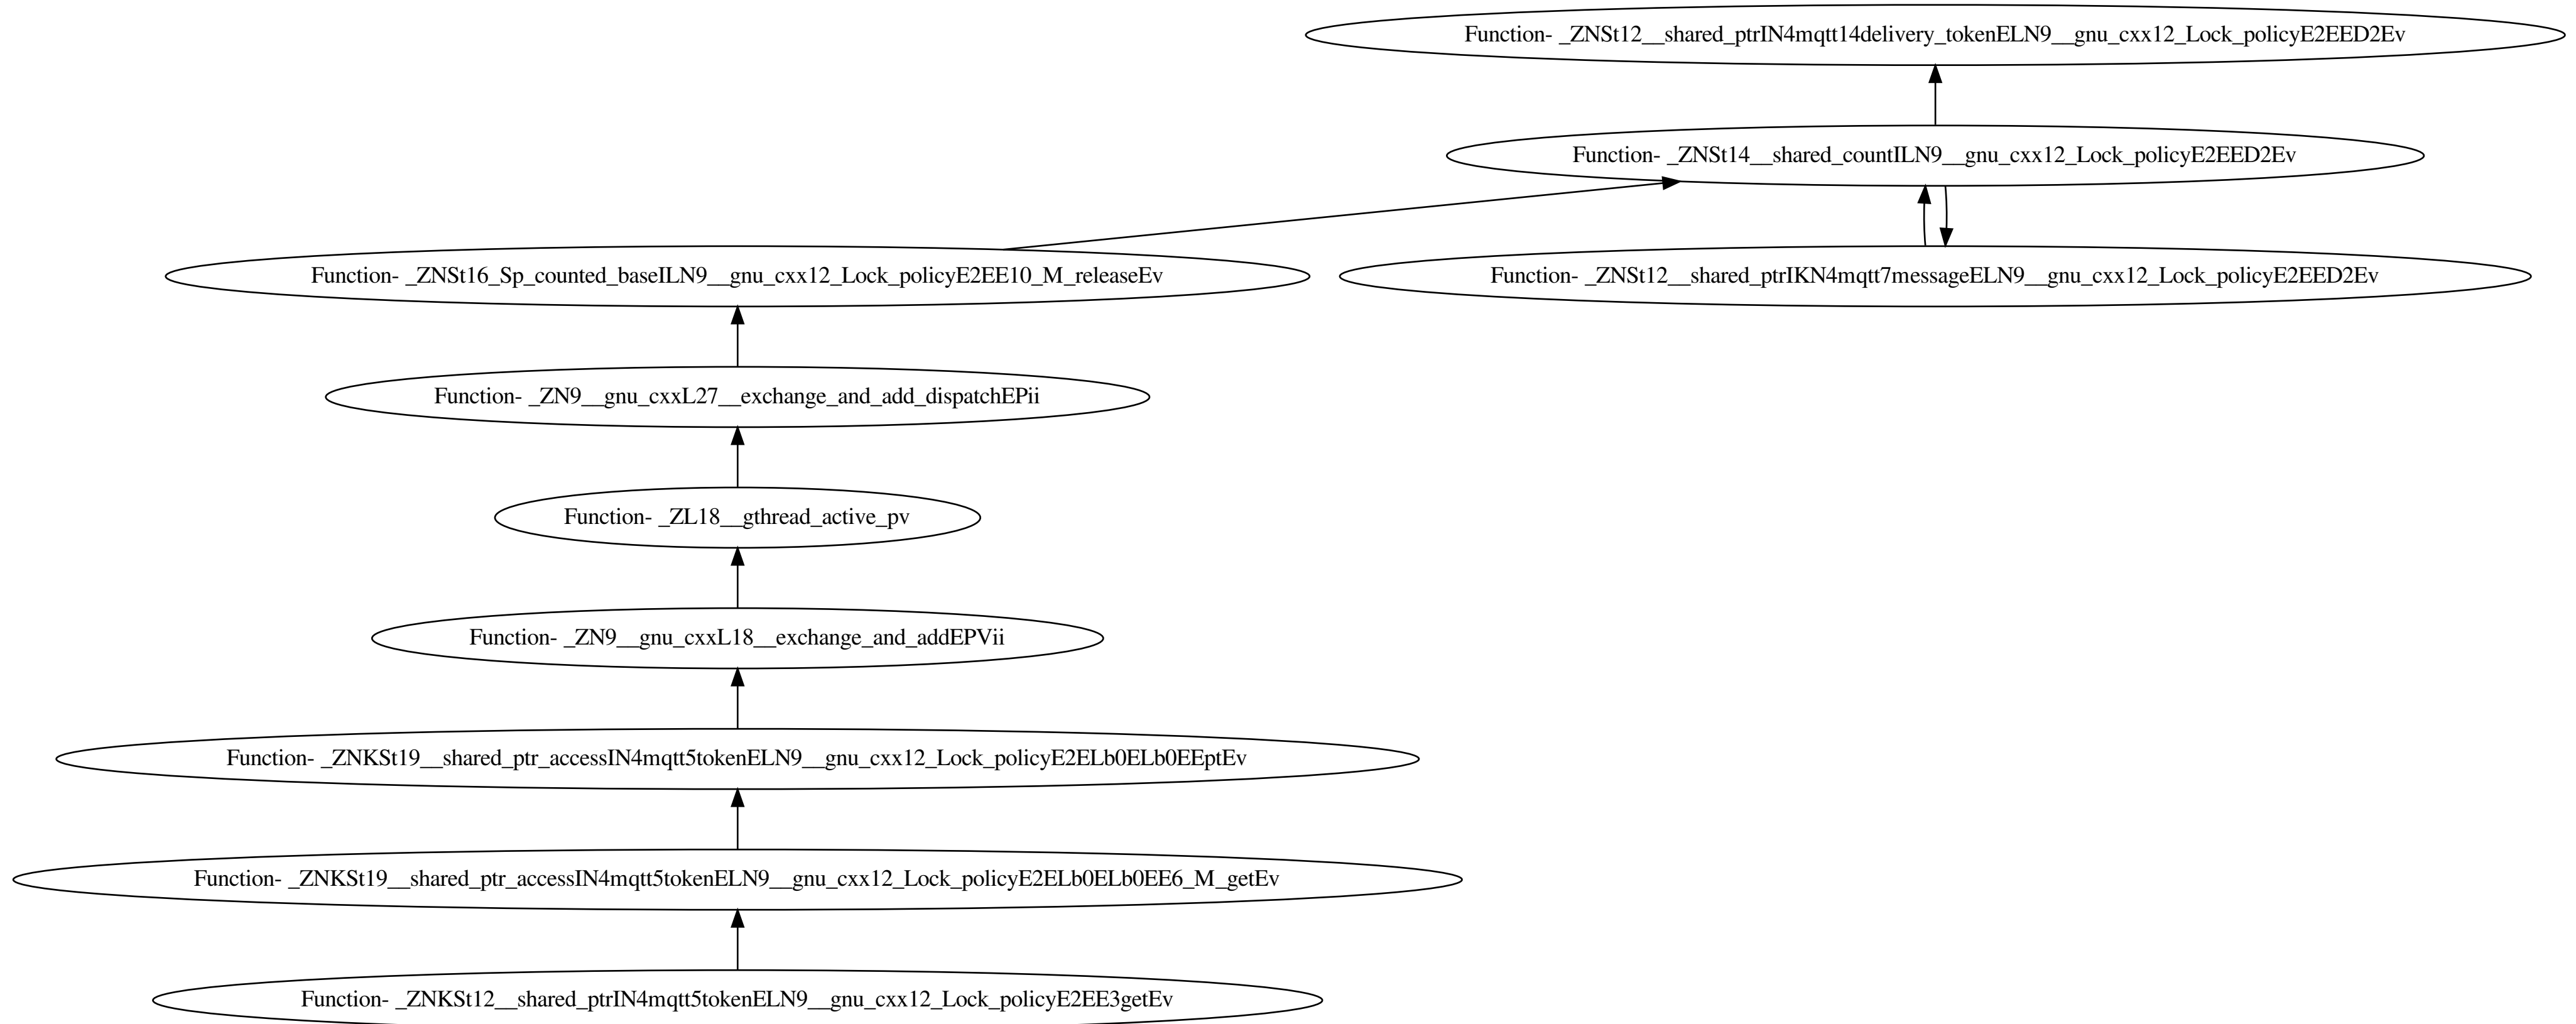 Function- _ZNSt12__shared_ptrIN4mqtt14delivery_tokenELN9__gnu_cxx12_Lock_policyE2EED2Ev
Function- _ZNSt14__shared_countILN9__gnu_cxx12_Lock_policyE2EED2Ev
Function- _ZNSt16_Sp_counted_baseILN9__gnu_cxx12_Lock_policyE2EE10_M_releaseEv
Function- _ZNSt12__shared_ptrIKN4mqtt7messageELN9__gnu_cxx12_Lock_policyE2EED2Ev
Function- _ZN9__gnu_cxxL27__exchange_and_add_dispatchEPii
Function- _ZL18__gthread_active_pv
Function- _ZN9__gnu_cxxL18__exchange_and_addEPVii
Function- _ZNKSt19__shared_ptr_accessIN4mqtt5tokenELN9__gnu_cxx12_Lock_policyE2ELb0ELb0EEptEv
Function- _ZNKSt19__shared_ptr_accessIN4mqtt5tokenELN9__gnu_cxx12_Lock_policyE2ELb0ELb0EE6_M_getEv
Function- _ZNKSt12__shared_ptrIN4mqtt5tokenELN9__gnu_cxx12_Lock_policyE2EE3getEv